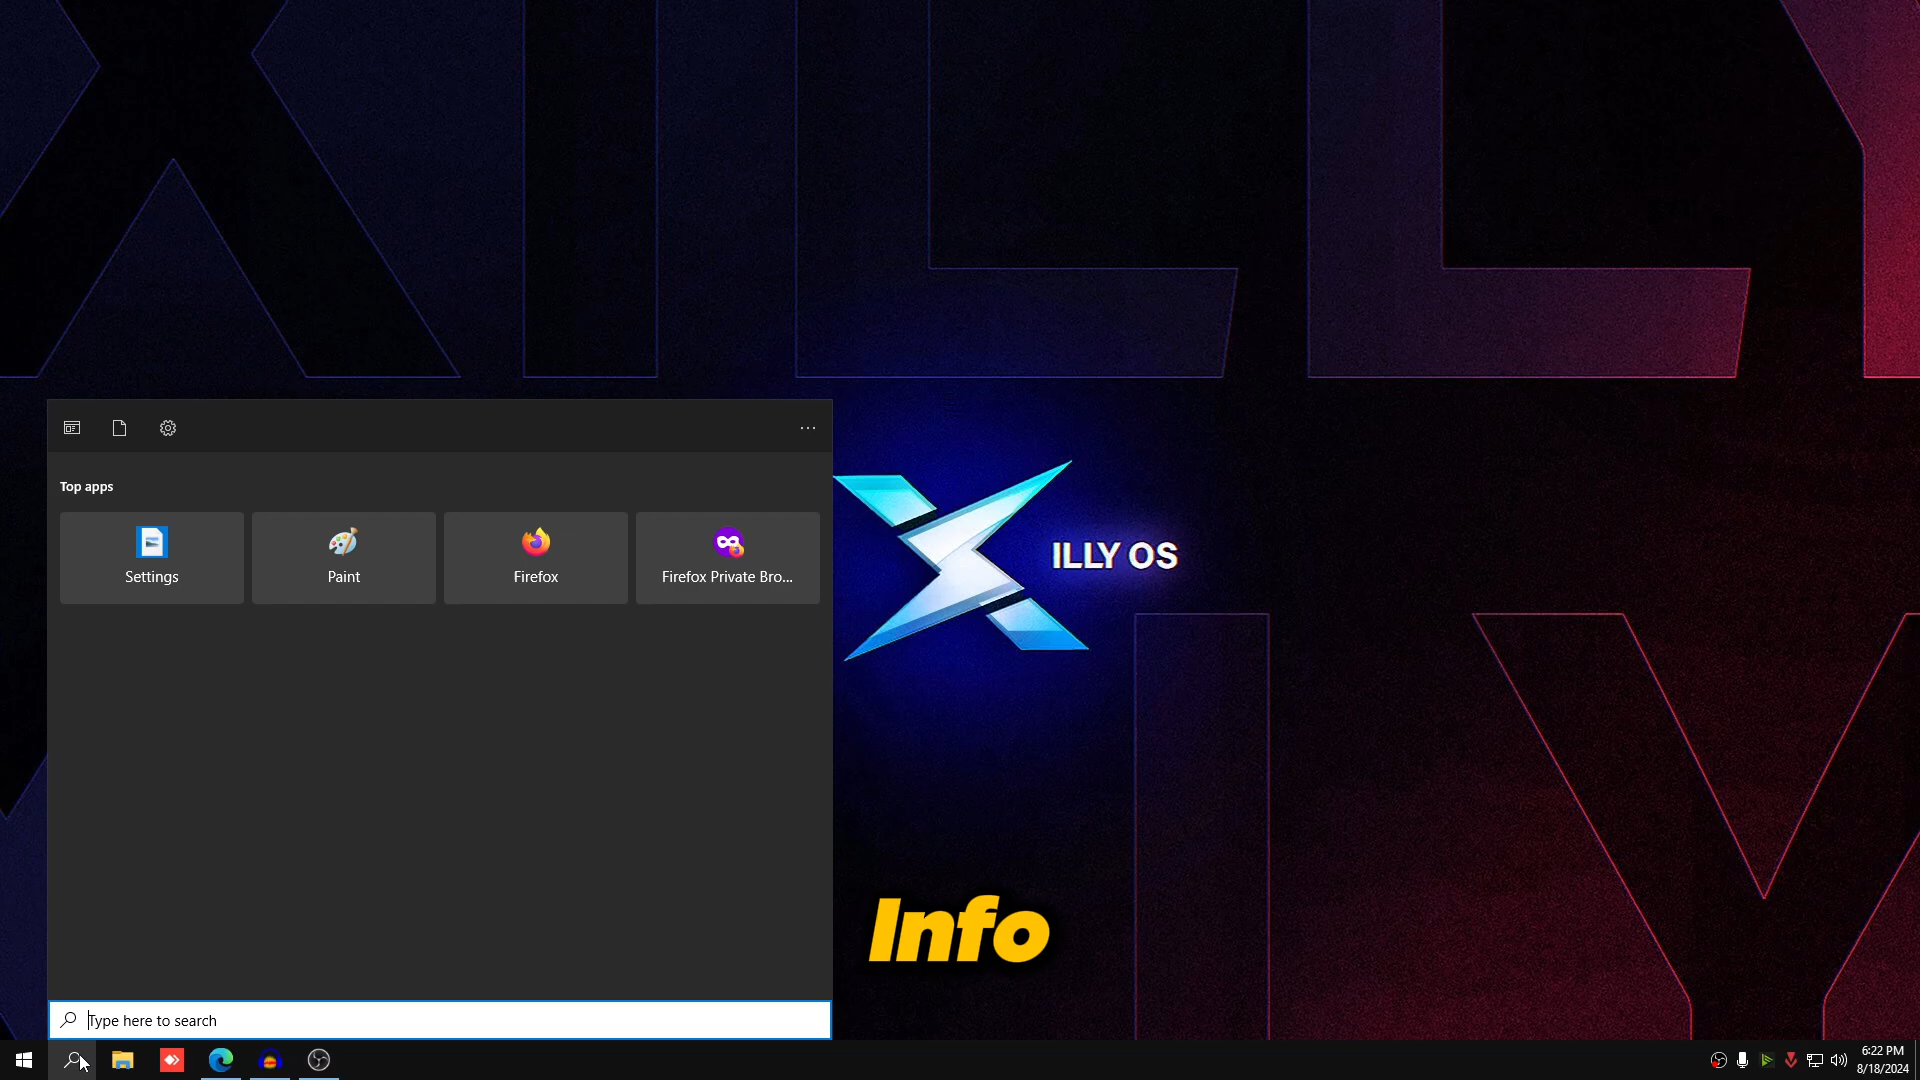 XILLY
Top apps
Settings
Paint
Firefox
Firefox Private Bro...
ILLY OS
Info
Type here to search
6:22 PM
8/18/2024